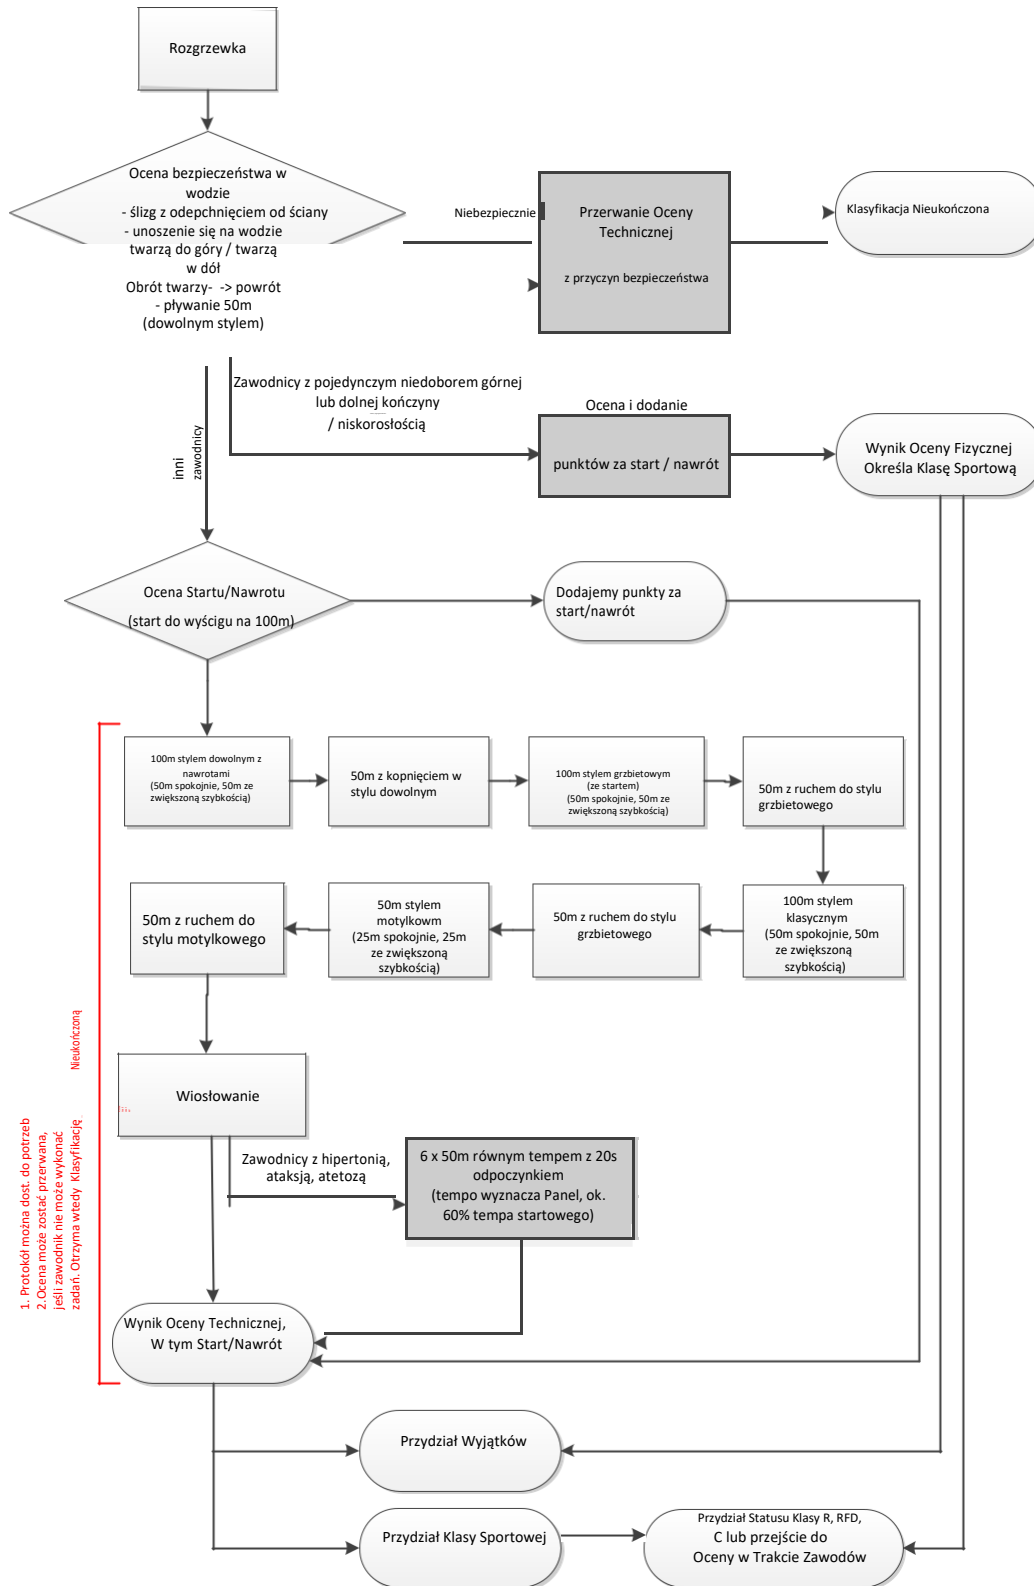 Rozgrzewka
Ocena bezpieczeństwa w
wodzie
- ślizg z odepchnięciem od ściany
- unoszenie się na wodzie
twarzą do góry / twarzą
w dół
Obrót twarzy- -> powrót
- pływanie 50m
(dowolnym stylem)
Niebezpiecznie
Przerwanie Oceny
Technicznej
z przyczyn bezpieczeństwa
Klasyfikacja Nieukończona
Zawodnicy z pojedynczym niedoborem górnej
lub dolnej kończyny
/ niskorosłością
Ocena i dodanie
punktów za start / nawrót
Wynik Oceny Fizycznej
Określa Klasę Sportową
inni
zawodnicy
Ocena Startu/Nawrotu
(start do wyścigu na 100m)
Dodajemy punkty za
start/nawrót
100m stylem dowolnym z
nawrotami
(50m spokojnie, 50m ze
zwiększoną szybkością)
50m z kopnięciem w
stylu dowolnym
100m stylem grzbietowym
(ze startem)
(50m spokojnie, 50m ze
zwiększoną szybkością)
50m z ruchem do stylu
grzbietowego
100m stylem
klasycznym
(50m spokojnie, 50m
ze zwiększoną
szybkością)
50m z ruchem do stylu
grzbietowego
50m stylem
motylkowm
(25m spokojnie, 25m
ze zwiększoną
szybkością)
50m z ruchem do
stylu motylkowego
Wiosłowanie
Zawodnicy z hipertonią,
ataksją, atetozą
6 x 50m równym tempem z 20s
odpoczynkiem
(tempo wyznacza Panel, ok.
60% tempa startowego)
1. Protokół można dost. do potrzeb
2.Ocena może zostać przerwana,
jeśli zawodnik nie może wykonać
zadań. Otrzyma wtedy Klasyfikację
Nieukończoną
Wynik Oceny Technicznej,
W tym Start/Nawrót
Przydział Wyjątków
Przydział Klasy Sportowej
Przydział Statusu Klasy R, RFD,
C lub przejście do
Oceny w Trakcie Zawodów